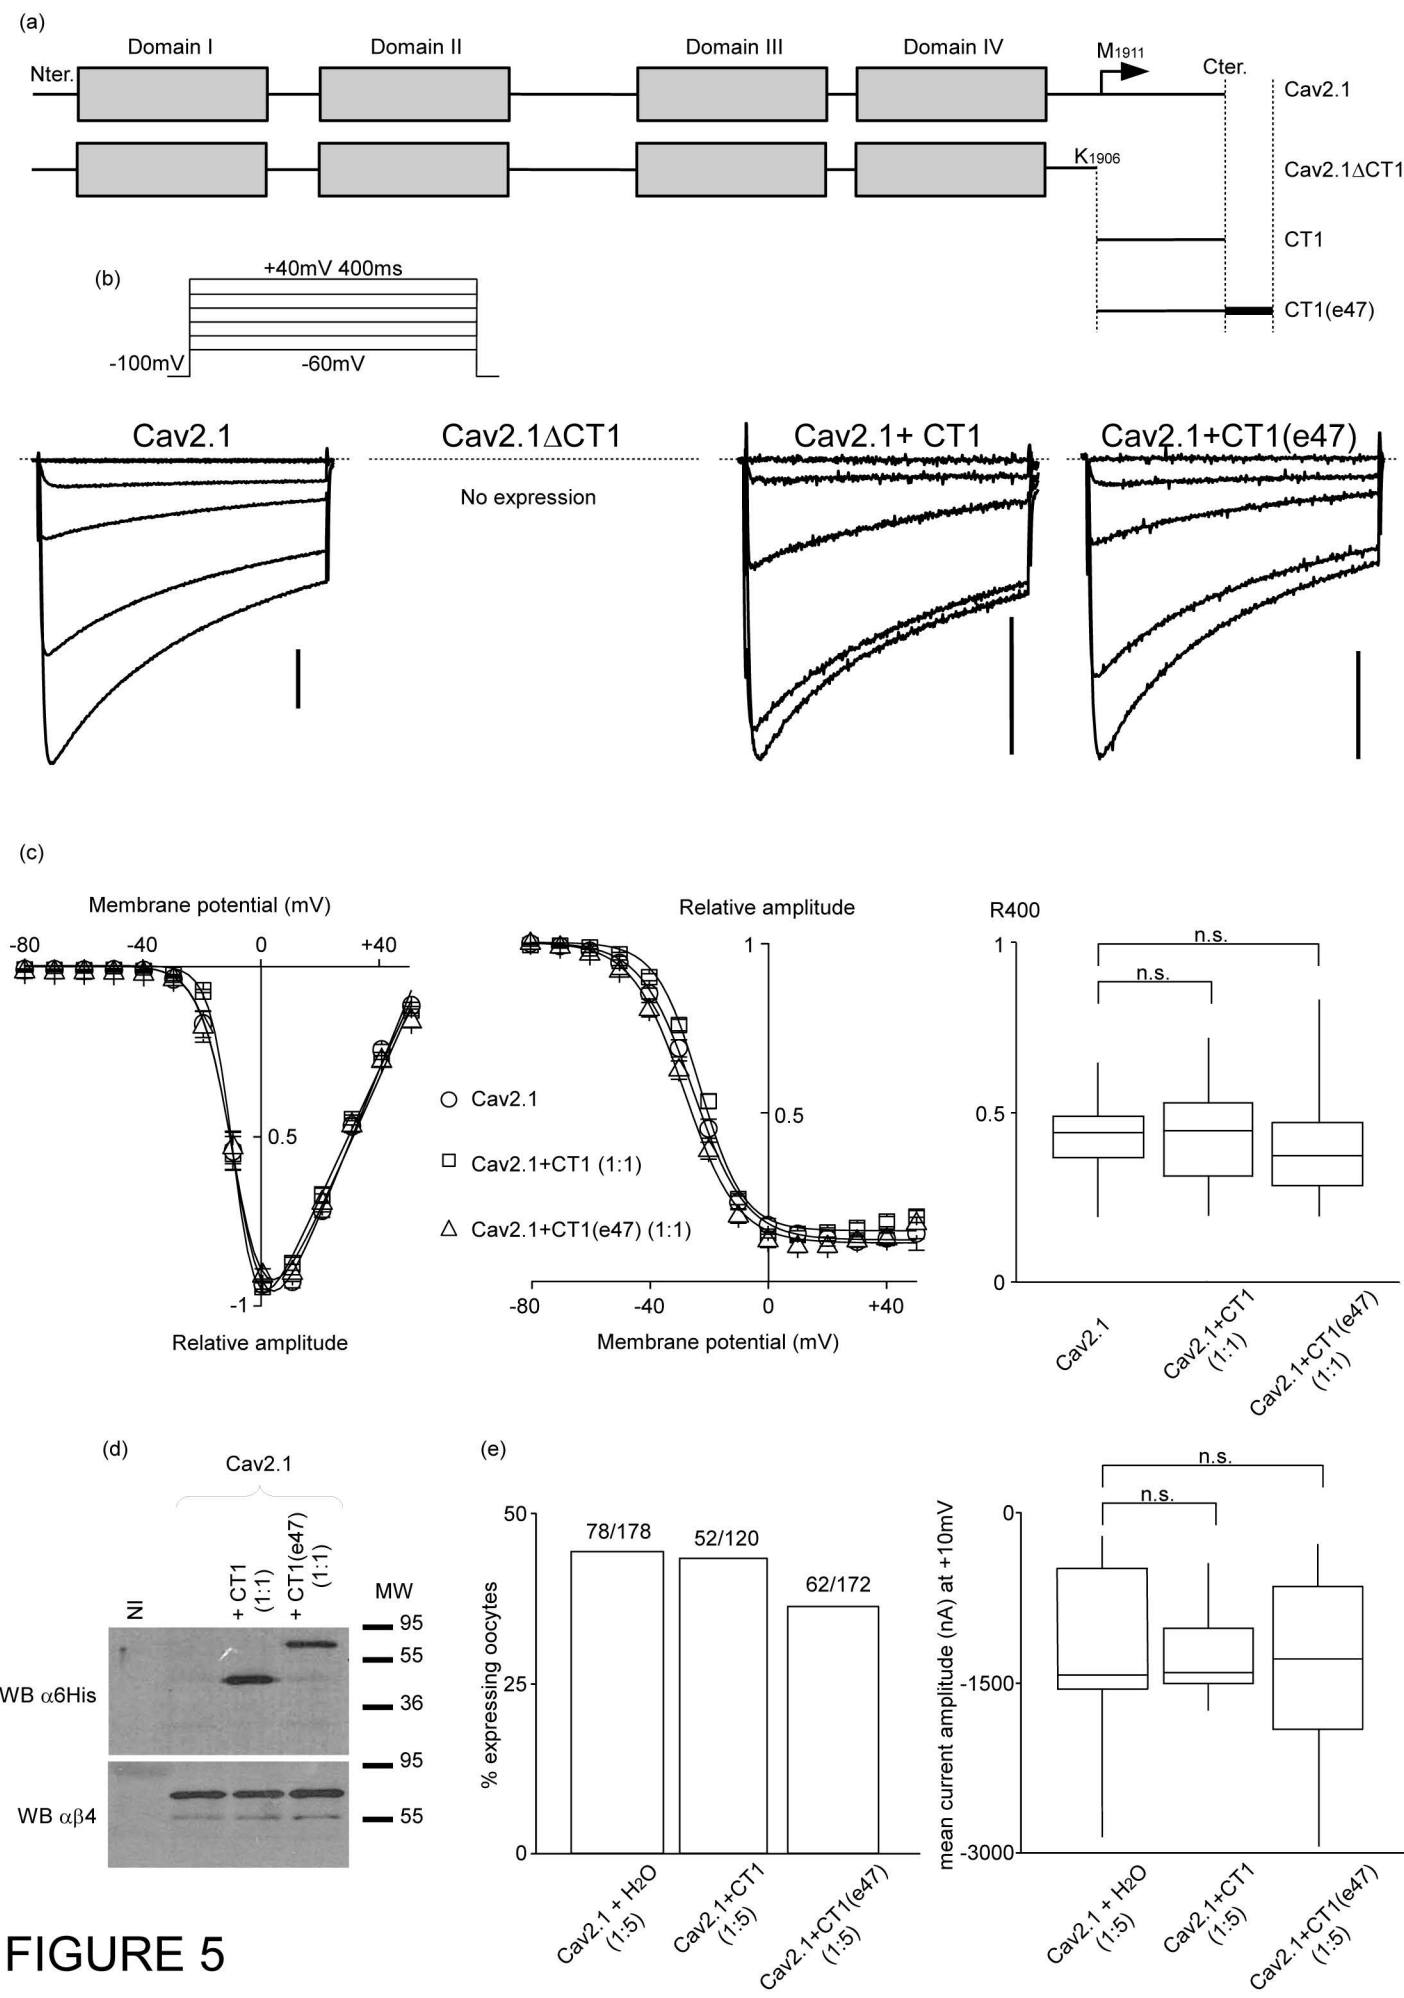 (a)
Domain I
Domain II
Domain III
Domain IV
M1911
Nter.
Cter.
Cav2.1
K1906
Cav2.1ΔCT1
CT1
CT1(e47)
(b)
+40mV 400ms
-100mV
-60mV
Cav2.1
Cav2.1ΔCT1
Cav2.1+ CT1
Cav2.1+CT1(e47)
No expression
(c)
Membrane potential (mV)
-80
-40
0
+40
0.5
-1
Relative amplitude
Cav2.1
Cav2.1+CT1 (1:1)
Cav2.1+CT1(e47) (1:1)
Relative amplitude
1
0.5
-80
-40
0
+40
Membrane potential (mV)
R400
1
0.5
0
n.s.
n.s.
Cav2.1
Cav2.1+CT1
(1:1)
Cav2.1+CT1(e47)
(1:1)
(d)
Cav2.1
NI
+ CT1
(1:1)
+ CT1(e47)
(1:1)
MW
95
55
36
95
55
WB α6His
WB αβ4
(e)
% expressing oocytes
50
25
0
78/178
52/120
62/172
Cav2.1 + H2O
(1:5)
Cav2.1+CT1
(1:5)
Cav2.1+CT1(e47)
(1:5)
mean current amplitude (nA) at +10mV
0
-1500
-3000
n.s.
n.s.
Cav2.1 + H2O
(1:5)
Cav2.1+CT1
(1:5)
Cav2.1+CT1(e47)
(1:5)
FIGURE 5